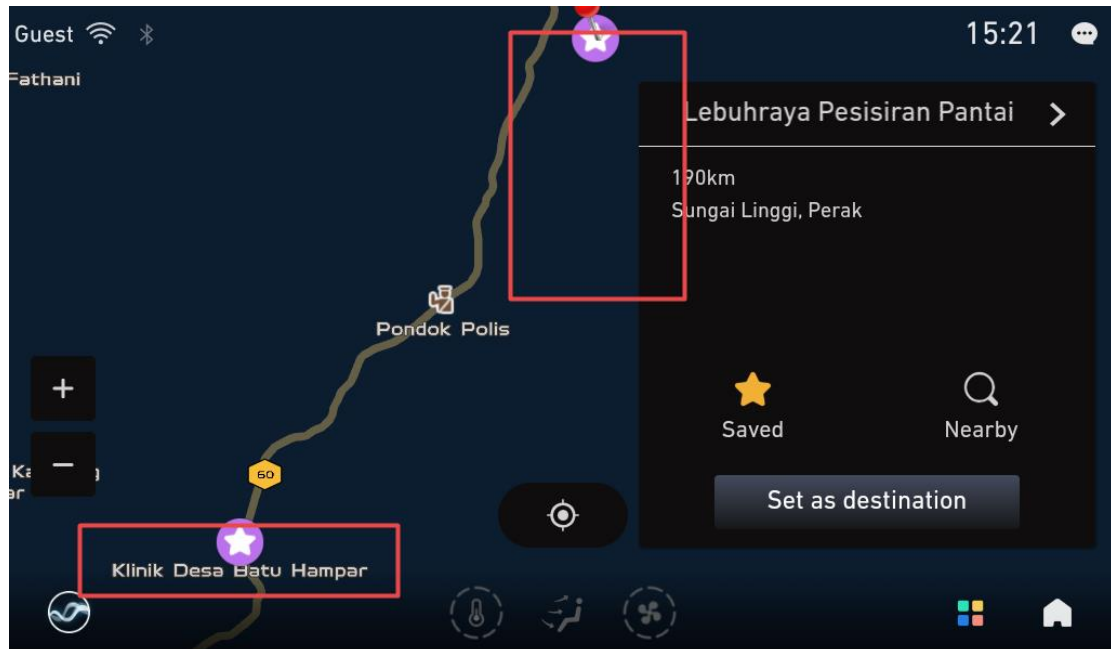 Guest
15:21
Fathani
Lebuhraya Pesisiran Pantai
190km
Sungai Linggi, Perak
Pondok Polis
Saved
Nearby
60
Set as destination
Klinik Desa Batu Hampar